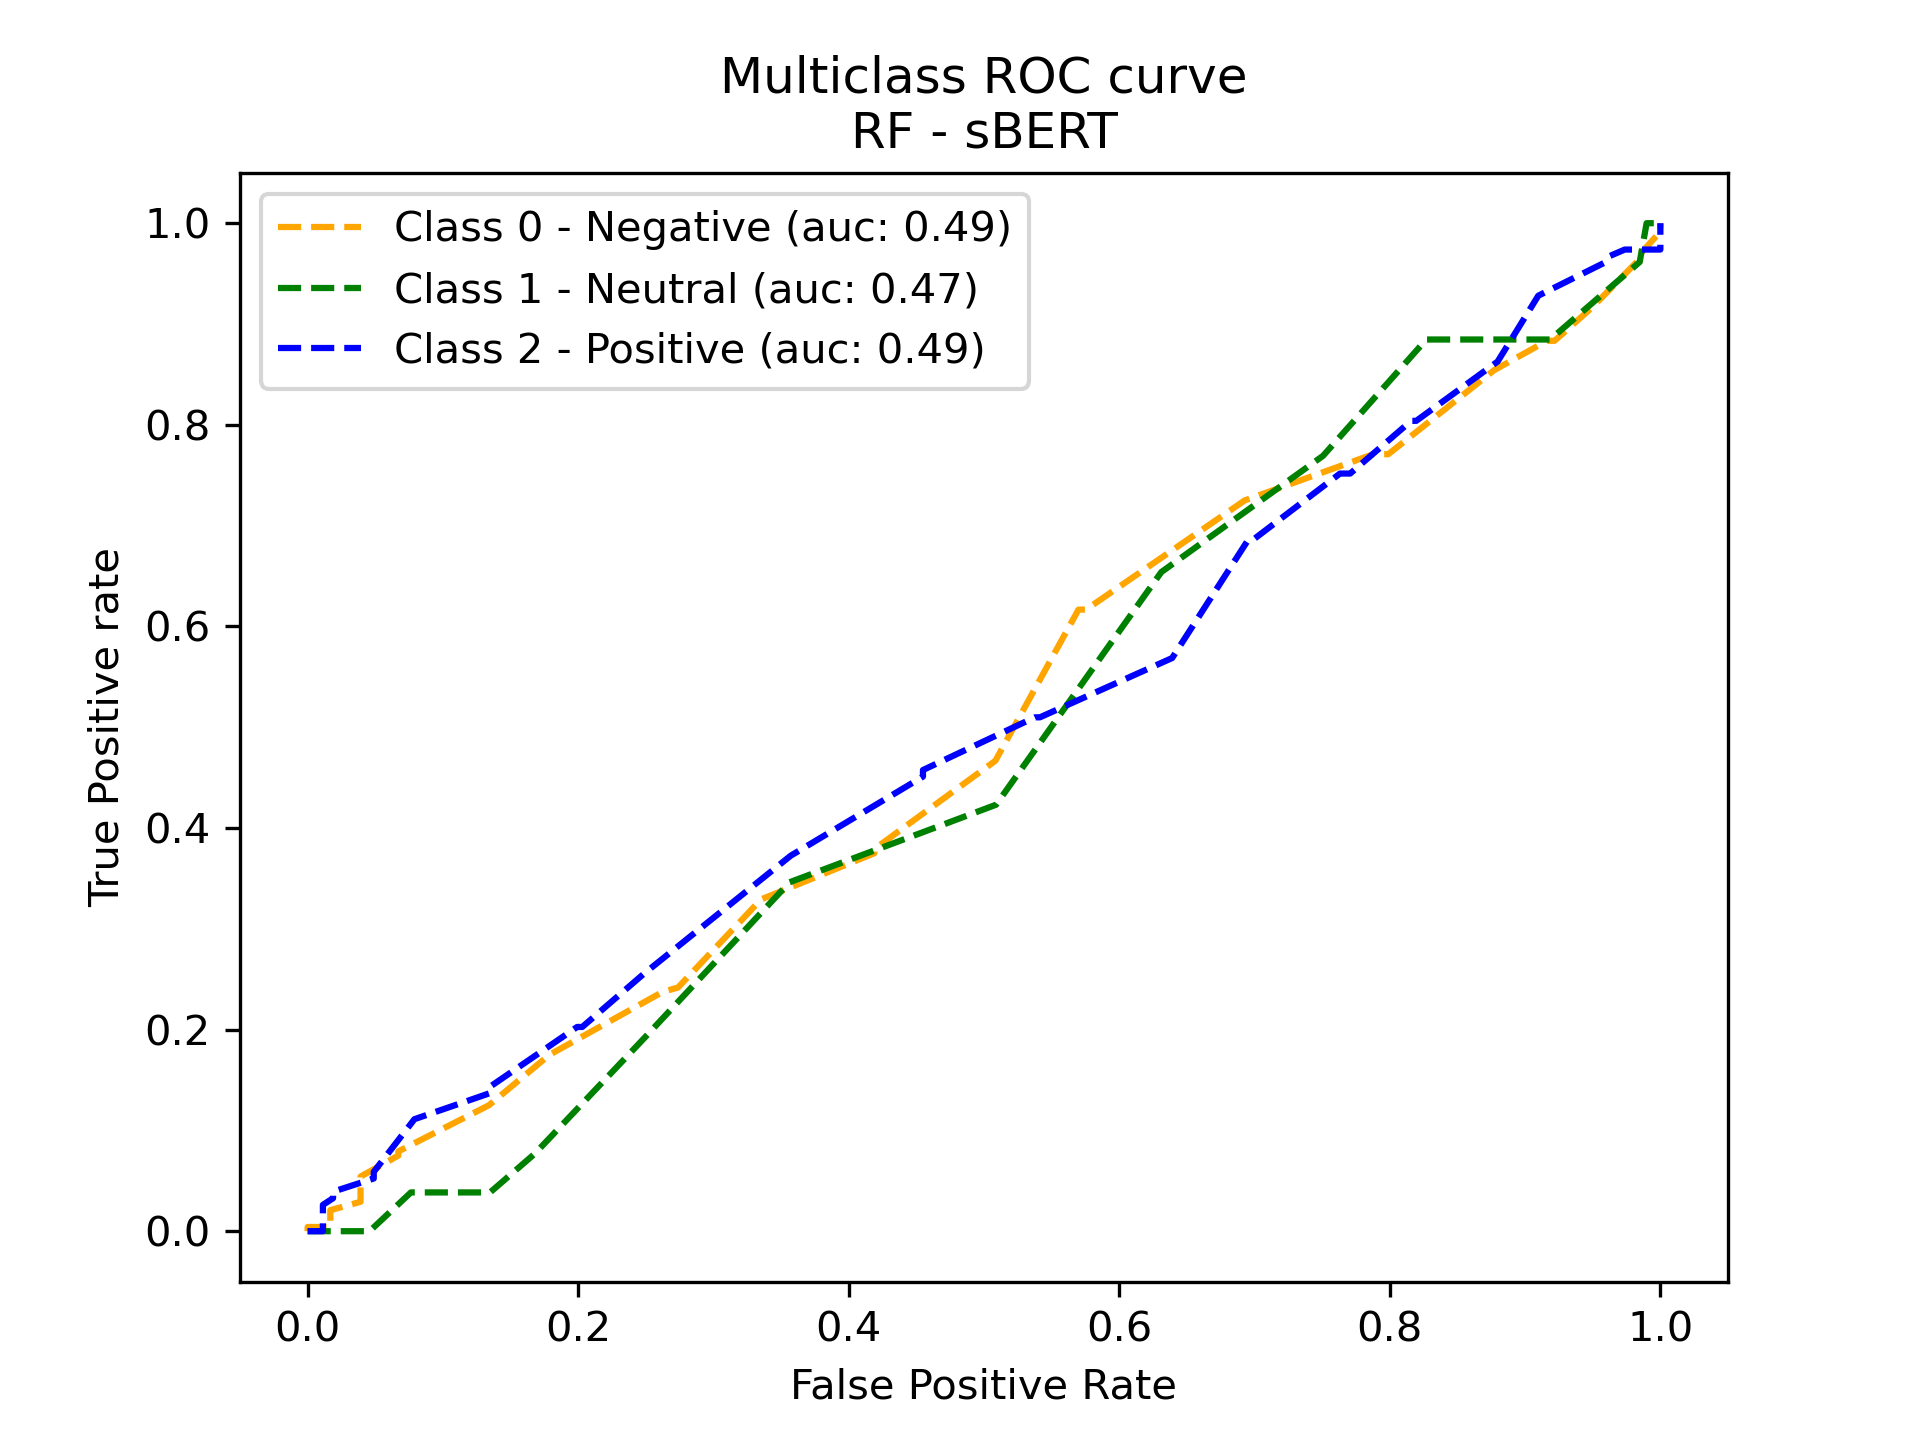 Multiclass ROC curve
RF - sBERT
Class 0 - Negative (auc: 0.49)
Class 1 - Neutral (auc: 0.47)
Class 2 - Positive (auc: 0.49)
1.0
0.8
0.6
0.4
0.2
0.0
True Positive rate
0.0 0.2 0.4 0.6 0.8 1.0
False Positive Rate